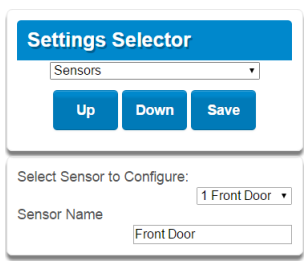 Settings Selector
Sensors
Up Down Save
Select Sensor to Configure:
1 Front Door
Sensor Name
Front Door